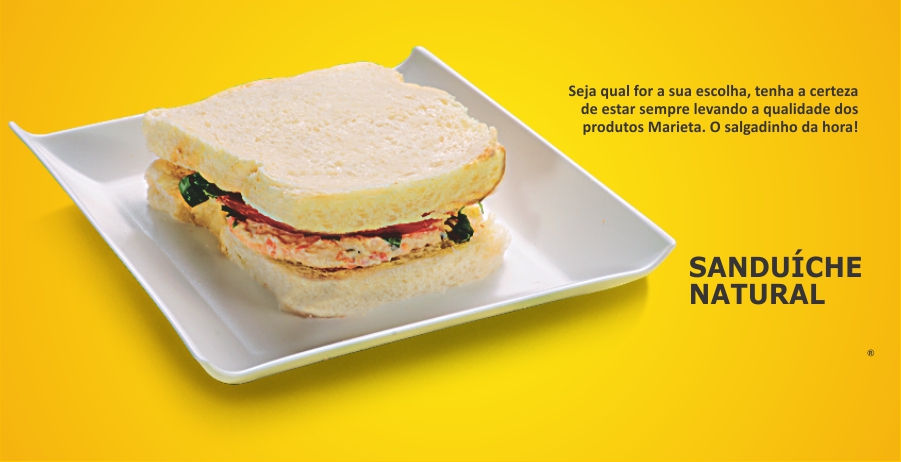 Seja qual for a sua escolha, tenha a certeza
de estar sempre levando a qualidade dos
produtos Marieta. O salgadinho da hora!
SANDUÍCHE
NATURAL
®